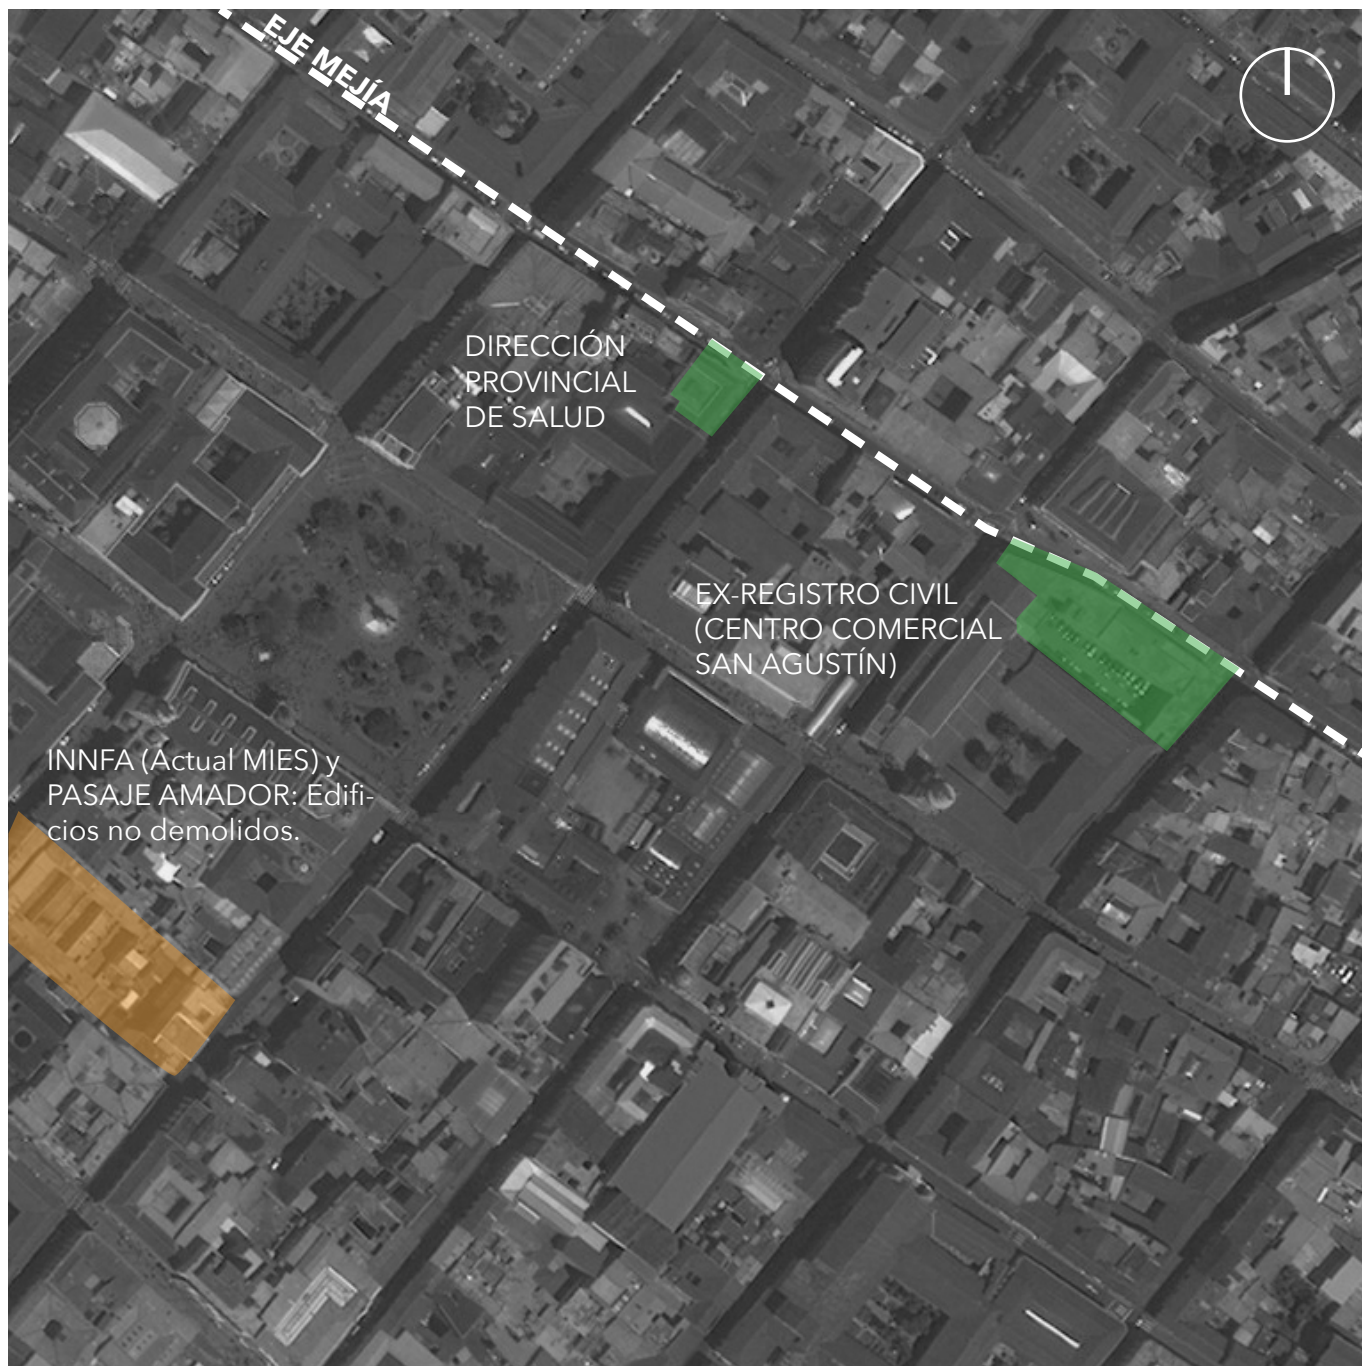 EJE MEJÍA
DIRECCIÓN
PROVINCIAL
DE SALUD
EX-REGISTRO CIVIL
(CENTRO COMERCIAL
SAN AGUSTÍN)
INNFA (Actual MIES) y
PASAJE AMADOR: Edifi-
cios no demolidos.